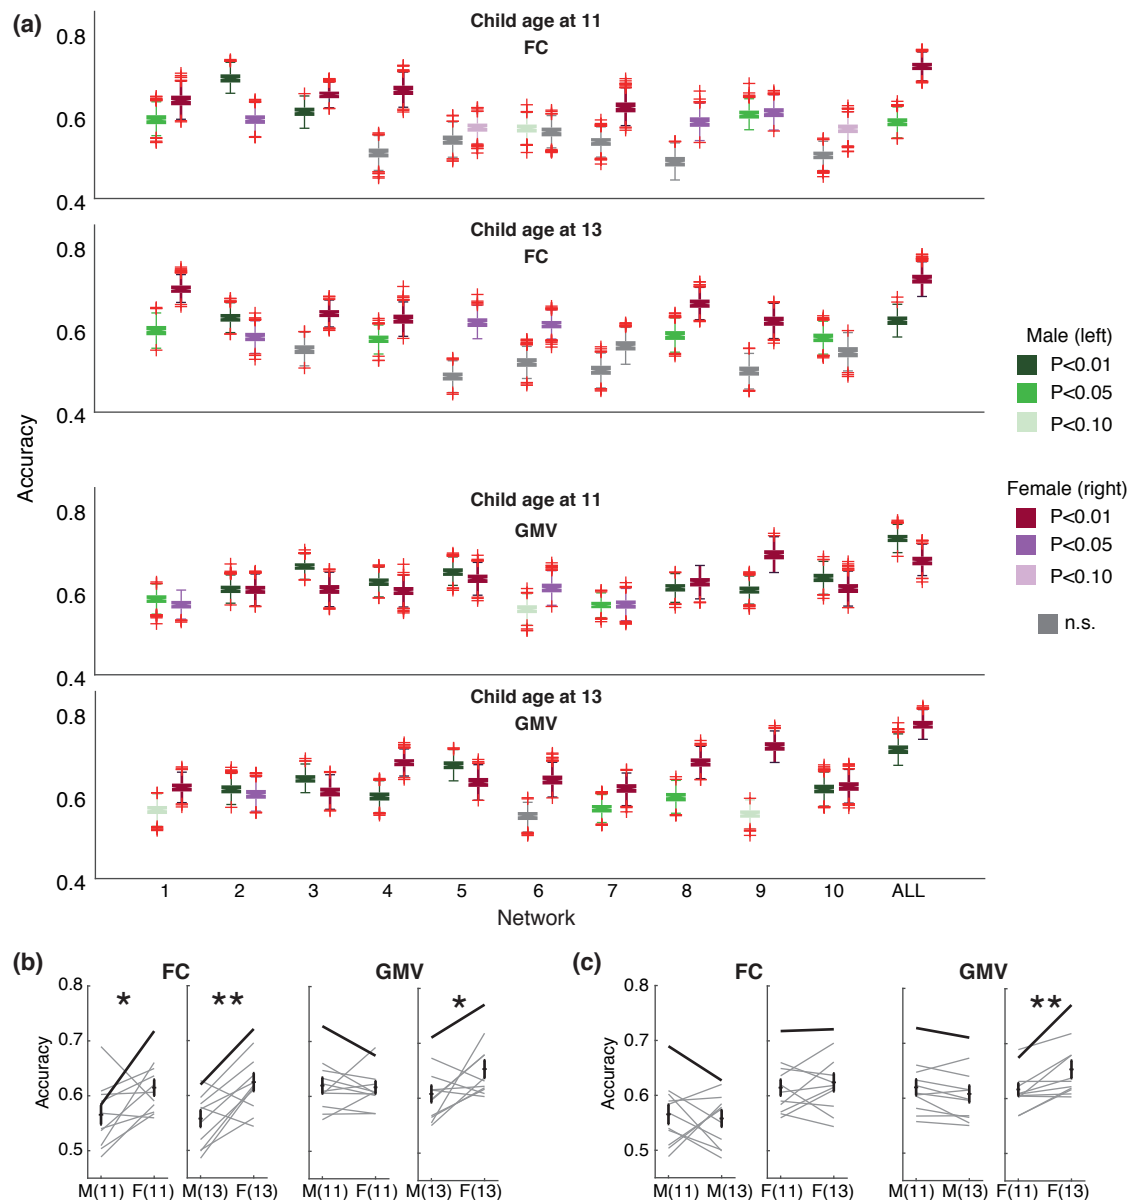 (a)
Child age at 11
FC
0.8
0.6
0.4
Child age at 13
FC
0.8
0.6
0.4
Accuracy
Male (left)
P<0.01
P<0.05
P<0.10
Female (right)
P<0.01
P<0.05
P<0.10
n.s.
Child age at 11
GMV
0.8
0.6
0.4
Child age at 13
GMV
0.8
0.6
0.4
1 2 3 4 5 6 7 8 9 10 ALL
Network
(b)
FC GMV
0.8
0.7
0.6
0.5
Accuracy
* ** *
M(11) F(11) M(13) F(13) M(11) F(11) M(13) F(13)
(c)
FC GMV
0.8
0.7
0.6
0.5
Accuracy
**
M(11) M(13) F(11) F(13) M(11) M(13) F(11) F(13)